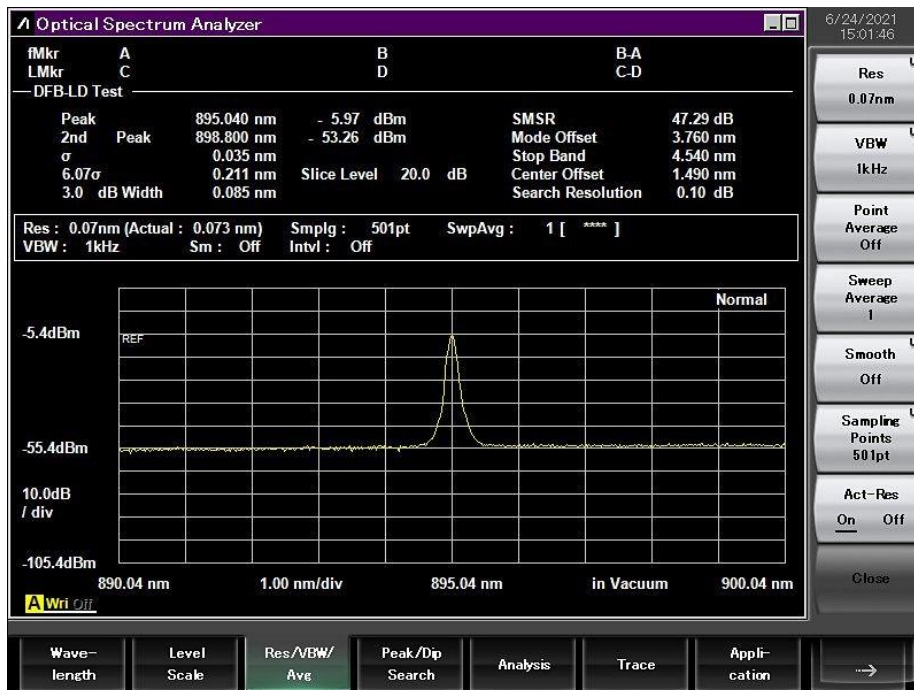 Optical Spectrum Analyzer
6/24/2021
15:01:46
fMkr A B B-A
LMkr C D C-D
DFB-LD Test
Peak 895.040 nm - 5.97 dBm SMSR 47.29 dB
2nd Peak 898.800 nm - 53.26 dBm Mode Offset 3.760 nm
σ 0.035 nm Stop Band 4.540 nm
6.07σ 0.211 nm Slice Level 20.0 dB Center Offset 1.490 nm
3.0 dB Width 0.085 nm Search Resolution 0.10 dB
Res : 0.07nm (Actual : 0.073 nm) Smplg : 501pt SwpAvg : 1 [ **** ]
VBW : 1kHz Sm : Off Intvl : Off
Normal
-5.4dBm
REF
-55.4dBm
10.0dB
/ div
-105.4dBm
890.04 nm 1.00 nm/div 895.04 nm in Vacuum 900.04 nm
A Wri Off
Res
0.07nm
VBW
1kHz
Point
Average
Off
Sweep
Average
1
Smooth
Off
Sampling
Points
501pt
Act-Res
On Off
Close
Wave-
length
Level
Scale
Res/VBW/
Avg
Peak/Dip
Search
Analysis
Trace
Appli-
cation